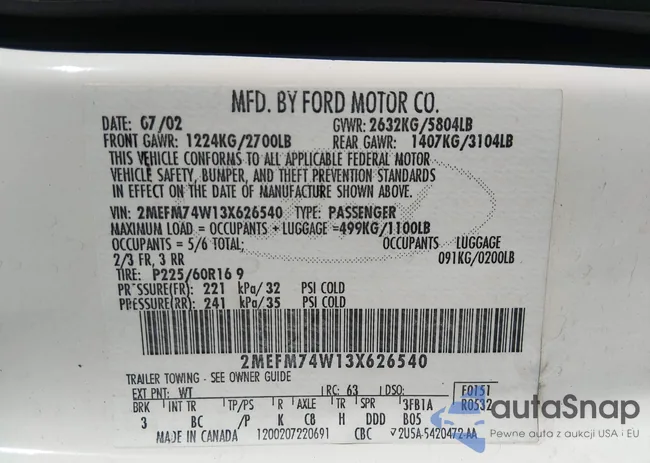 MFD. BY FORD MOTOR CO.
DATE: 07/02 GVWR: 2632KG/5804LB
FRONT GAWR: 1224KG/2700LB REAR GAWR: 1407KG/3104LB
THIS VEHICLE CONFORMS TO ALL APPLICABLE FEDERAL MOTOR
VEHICLE SAFETY, BUMPER, AND THEFT PREVENTION STANDARDS
IN EFFECT ON THE DATE OF MANUFACTURE SHOWN ABOVE.
VIN: 2MEFM74W13X626540 TYPE: PASSENGER
MAXIMUM LOAD = OCCUPANTS + LUGGAGE = 499KG/1100LB
OCCUPANTS = 5/6 TOTAL; OCCUPANTS LUGGAGE
2/3 FR, 3 RR 091KG/0200LB
TIRE: P225/60R16 9
PRESSURE(FR): 221 kPa/32 PSI COLD
PRESSURE(RR): 241 kPa/35 PSI COLD
2MEFM74W13X626540
TRAILER TOWING - SEE OWNER GUIDE
EXT PNT: WT RC: 63 DSO: F0151
BRK INT TR TP/PS R AXLE TR SPR 3FB1A R0532
3 BC /P K C8 H DDD B05
MADE IN CANADA 1200207220691 CBC 2U5A-5420472-AA
autoSnap
Pewne auto z aukcji USA i EU